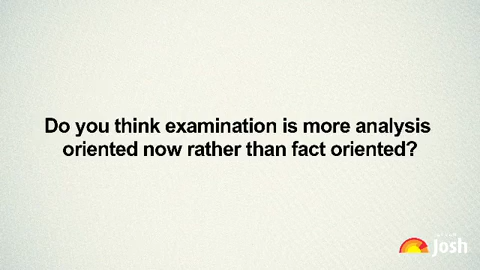 Do you think examination is more analysis
oriented now rather than fact oriented?
Josh